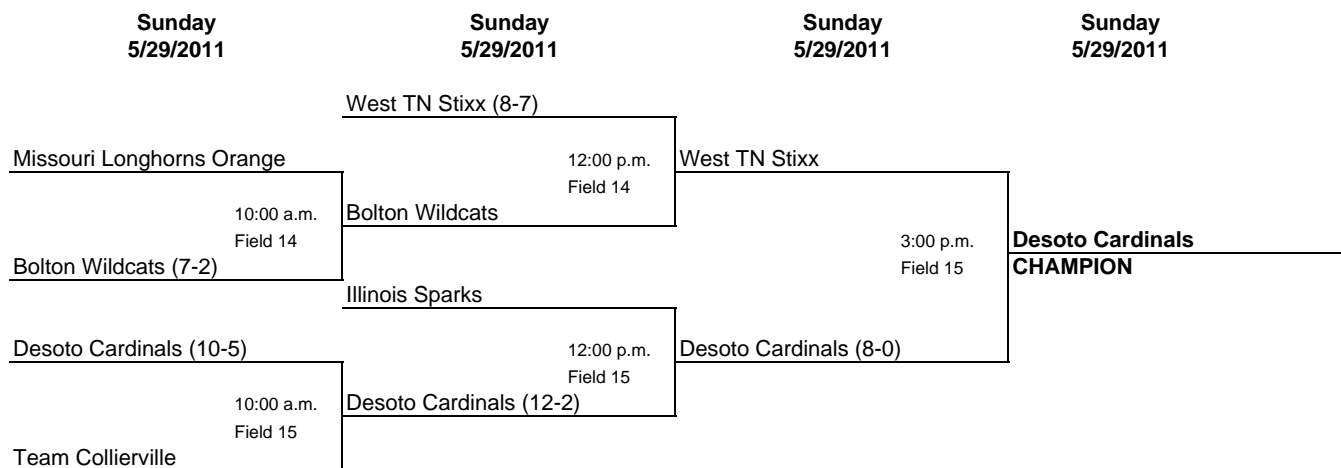 Sunday Sunday Sunday Sunday
5/29/2011 5/29/2011 5/29/2011 5/29/2011
West TN Stixx (8-7)
Missouri Longhorns Orange 12:00 p.m. West TN Stixx
Field 14
10:00 a.m. Bolton Wildcats
Field 14 3:00 p.m. Desoto Cardinals
Bolton Wildcats (7-2) Field 15 CHAMPION
Illinois Sparks
Desoto Cardinals (10-5) 12:00 p.m. Desoto Cardinals (8-0)
Field 15
10:00 a.m. Desoto Cardinals (12-2)
Field 15
Team Collierville